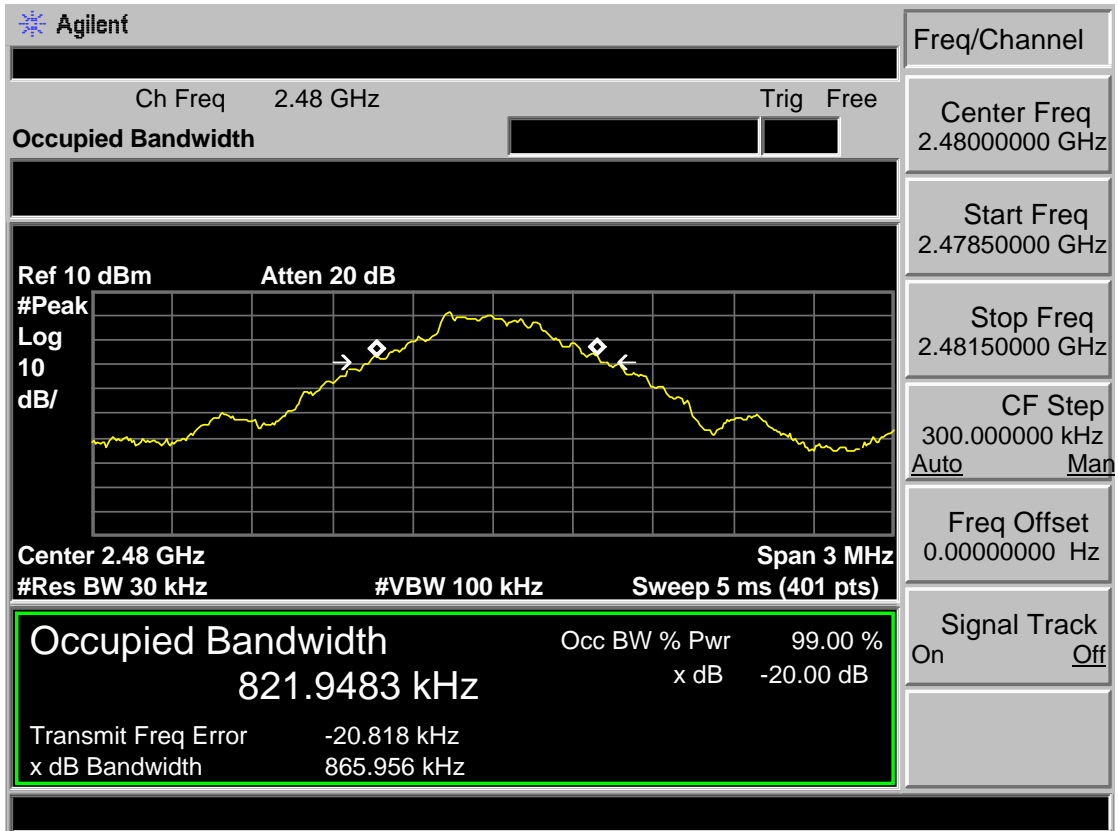 Agilent
Freq/Channel
Ch Freq 2.48 GHz Trig Free
Occupied Bandwidth
Center Freq
2.48000000 GHz
Start Freq
2.47850000 GHz
Stop Freq
2.48150000 GHz
CF Step
300.000000 kHz
Auto Man
Freq Offset
0.00000000 Hz
Signal Track
On Off
Ref 10 dBm Atten 20 dB
#Peak
Log
10
dB/
Center 2.48 GHz Span 3 MHz
#Res BW 30 kHz #VBW 100 kHz Sweep 5 ms (401 pts)
Occupied Bandwidth
821.9483 kHz
Occ BW % Pwr 99.00 %
x dB -20.00 dB
Transmit Freq Error -20.818 kHz
x dB Bandwidth 865.956 kHz